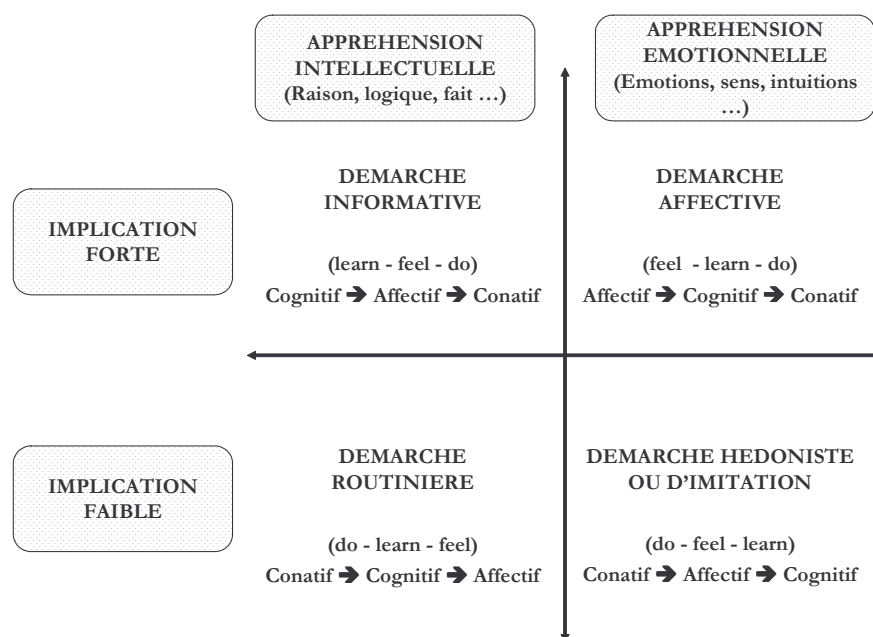 APPREHENSION
INTELLECTUELLE
(Raison, logique, fait …)
APPREHENSION
EMOTIONNELLE
(Emotions, sens, intuitions
…)
IMPLICATION
FORTE
DEMARCHE
INFORMATIVE
(learn - feel - do)
Cognitif ➔ Affectif ➔ Conatif
DEMARCHE
AFFECTIVE
(feel - learn - do)
Affectif ➔ Cognitif ➔ Conatif
IMPLICATION
FAIBLE
DEMARCHE
ROUTINIERE
(do - learn - feel)
Conatif ➔ Cognitif ➔ Affectif
DEMARCHE HEDONISTE
OU D'IMITATION
(do - feel - learn)
Conatif ➔ Affectif ➔ Cognitif